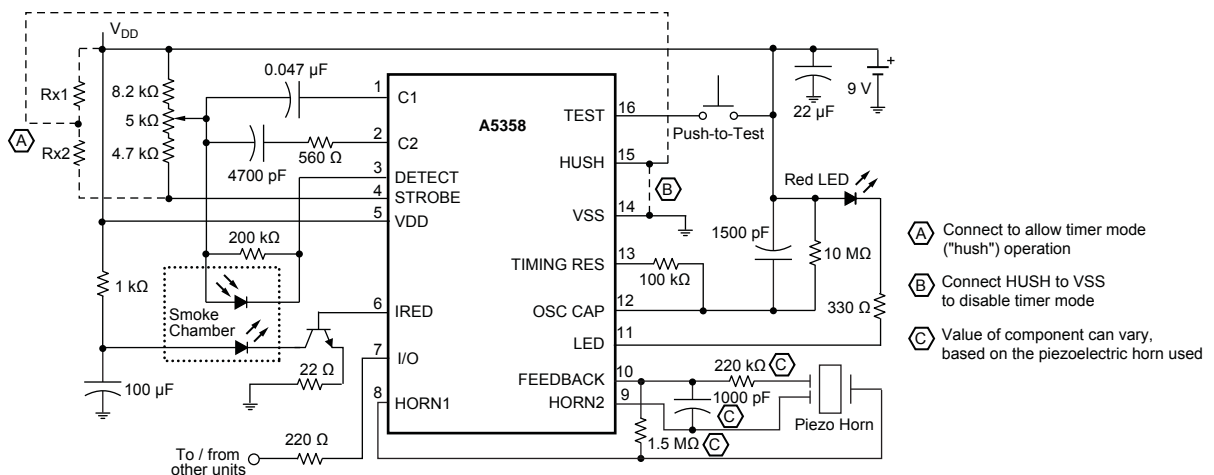 V_DD
Rx1
Rx2
A
8.2 kΩ
5 kΩ
4.7 kΩ
0.047 µF
4700 pF
560 Ω
200 kΩ
1 kΩ
Smoke
Chamber
100 µF
22 Ω
220 Ω
To / from
other units
A5358
1
C1
2
C2
3
DETECT
4
STROBE
5
VDD
6
IRED
7
I/O
8
HORN1
TEST
16
HUSH
15
VSS
14
TIMING RES
13
OSC CAP
12
LED
11
FEEDBACK
10
HORN2
9
Push-to-Test
22 µF
+
9 V
B
Red LED
1500 pF
10 MΩ
100 kΩ
330 Ω
220 kΩ C
1000 pF
C
1.5 MΩ C
Piezo Horn
A Connect to allow timer mode
("hush") operation
B Connect HUSH to VSS
to disable timer mode
C Value of component can vary,
based on the piezoelectric horn used